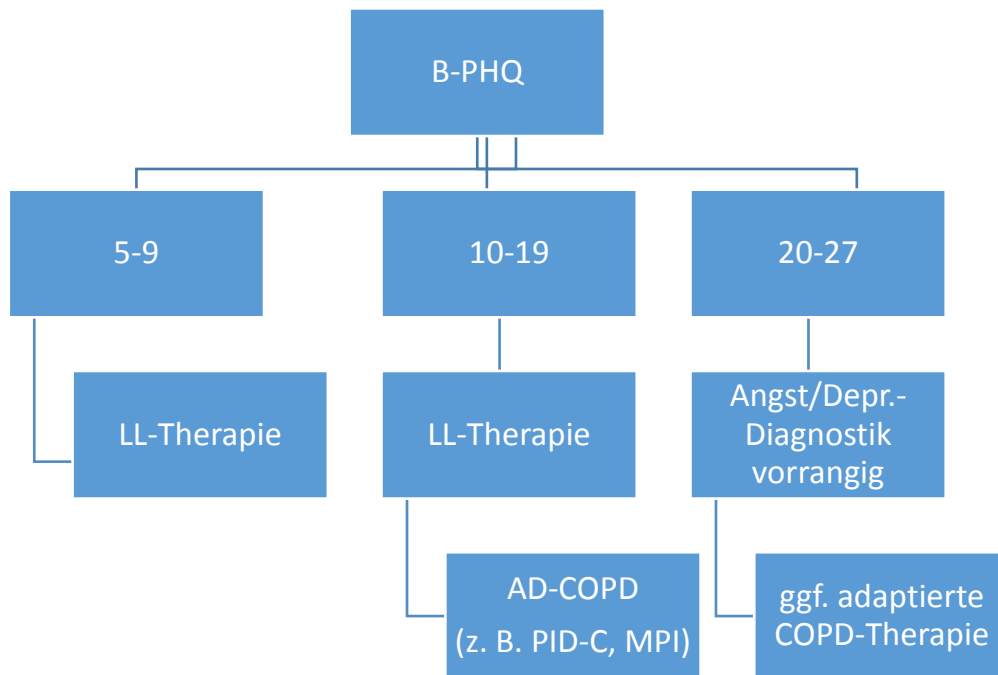 B-PHQ
5-9
10-19
20-27
LL-Therapie
LL-Therapie
Angst/Depr.-
Diagnostik
vorrangig
AD-COPD
(z. B. PID-C, MPI)
ggf. adaptierte
COPD-Therapie